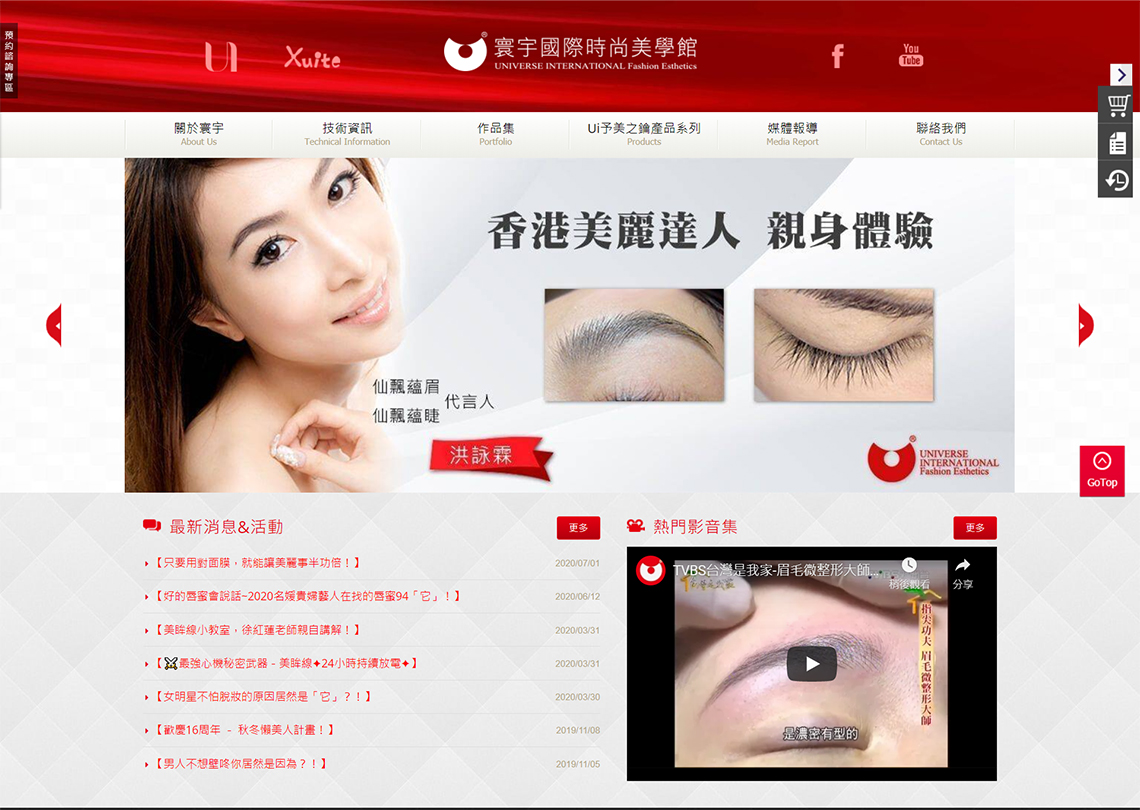 預約諮詢專區
UI
Xuite
寰宇國際時尚美學館
UNIVERSE INTERNATIONAL Fashion Esthetics
f
You
Tube
關於寰宇
About Us
技術資訊
Technical Information
作品集
Portfolio
Ui予美之鑰產品系列
Products
媒體報導
Media Report
聯絡我們
Contact Us
香港美麗達人 親身體驗
仙飄蘊眉
仙飄蘊睫
代言人
洪詠霖
UNIVERSE
INTERNATIONAL
Fashion Esthetics
GoTop
最新消息&活動
更多
【只要用對面膜，就能讓美麗事半功倍！】
2020/07/01
【好的唇蜜會說話~2020名媛貴婦藝人在找的唇蜜94「它」！】
2020/06/12
【美眸線小教室，徐紅蓮老師親自講解！】
2020/03/31
【⚔最強心機秘密武器 - 美眸線✦24小時持續放電✦】
2020/03/31
【女明星不怕脫妝的原因居然是「它」？！】
2020/03/30
【歡慶16周年 - 秋冬懶美人計畫！】
2019/11/08
【男人不想壁咚你居然是因為？！】
2019/11/05
熱門影音集
更多
TVBS台灣是我家-眉毛微整形大師...
稍後觀看
分享
指尖功夫 眉毛微整形大師
是濃密有型的